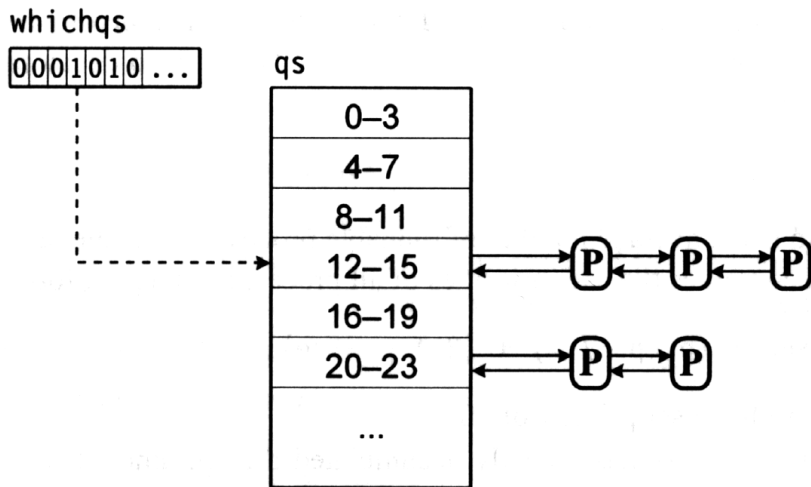 whichqs
0001010 ...
qs
0–3
4–7
8–11
12–15
P P P
16–19
20–23
P P
...